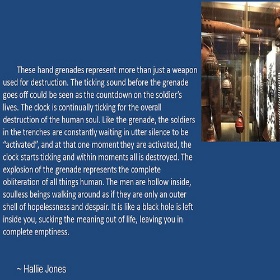 These hand grenades represent more than just a weapon
used for destruction. The ticking sound before the grenade
goes off could be seen as the countdown on the soldier's
lives. The clock is continually ticking for the overall
destruction of the human soul. Like the grenade, the soldiers
in the trenches are constantly waiting in utter silence to be
"activated", and at that one moment they are activated, the
clock starts ticking and within moments all is destroyed. The
explosion of the grenade represents the complete
obliteration of all things human. The men are hollow inside,
soulless beings walking around as if they are only an outer
shell of hopelessness and despair. It is like a black hole is left
inside you, sucking the meaning out of life, leaving you in
complete emptiness.
~ Hallie Jones